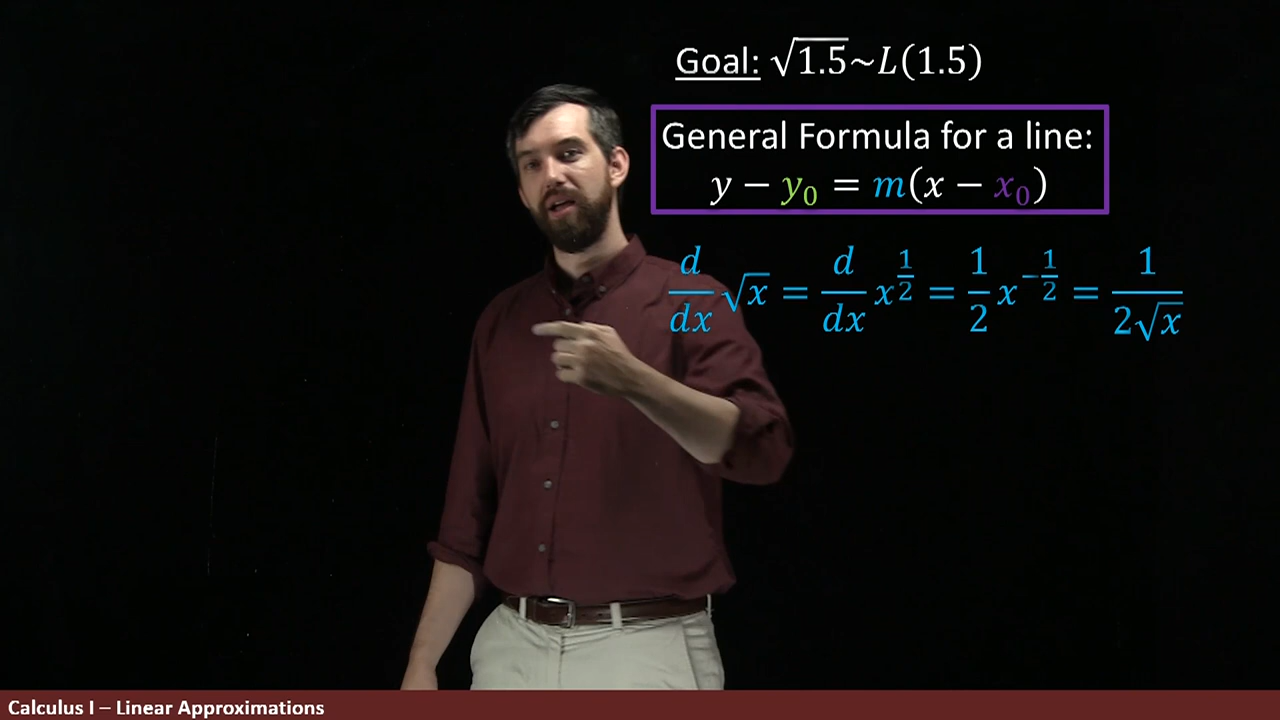 Goal: √1.5~L(1.5)
General Formula for a line:
y − y₀ = m(x − x₀)
d/dx √x = d/dx x^(1/2) = 1/2 x^(−1/2) = 1/(2√x)
Calculus I – Linear Approximations